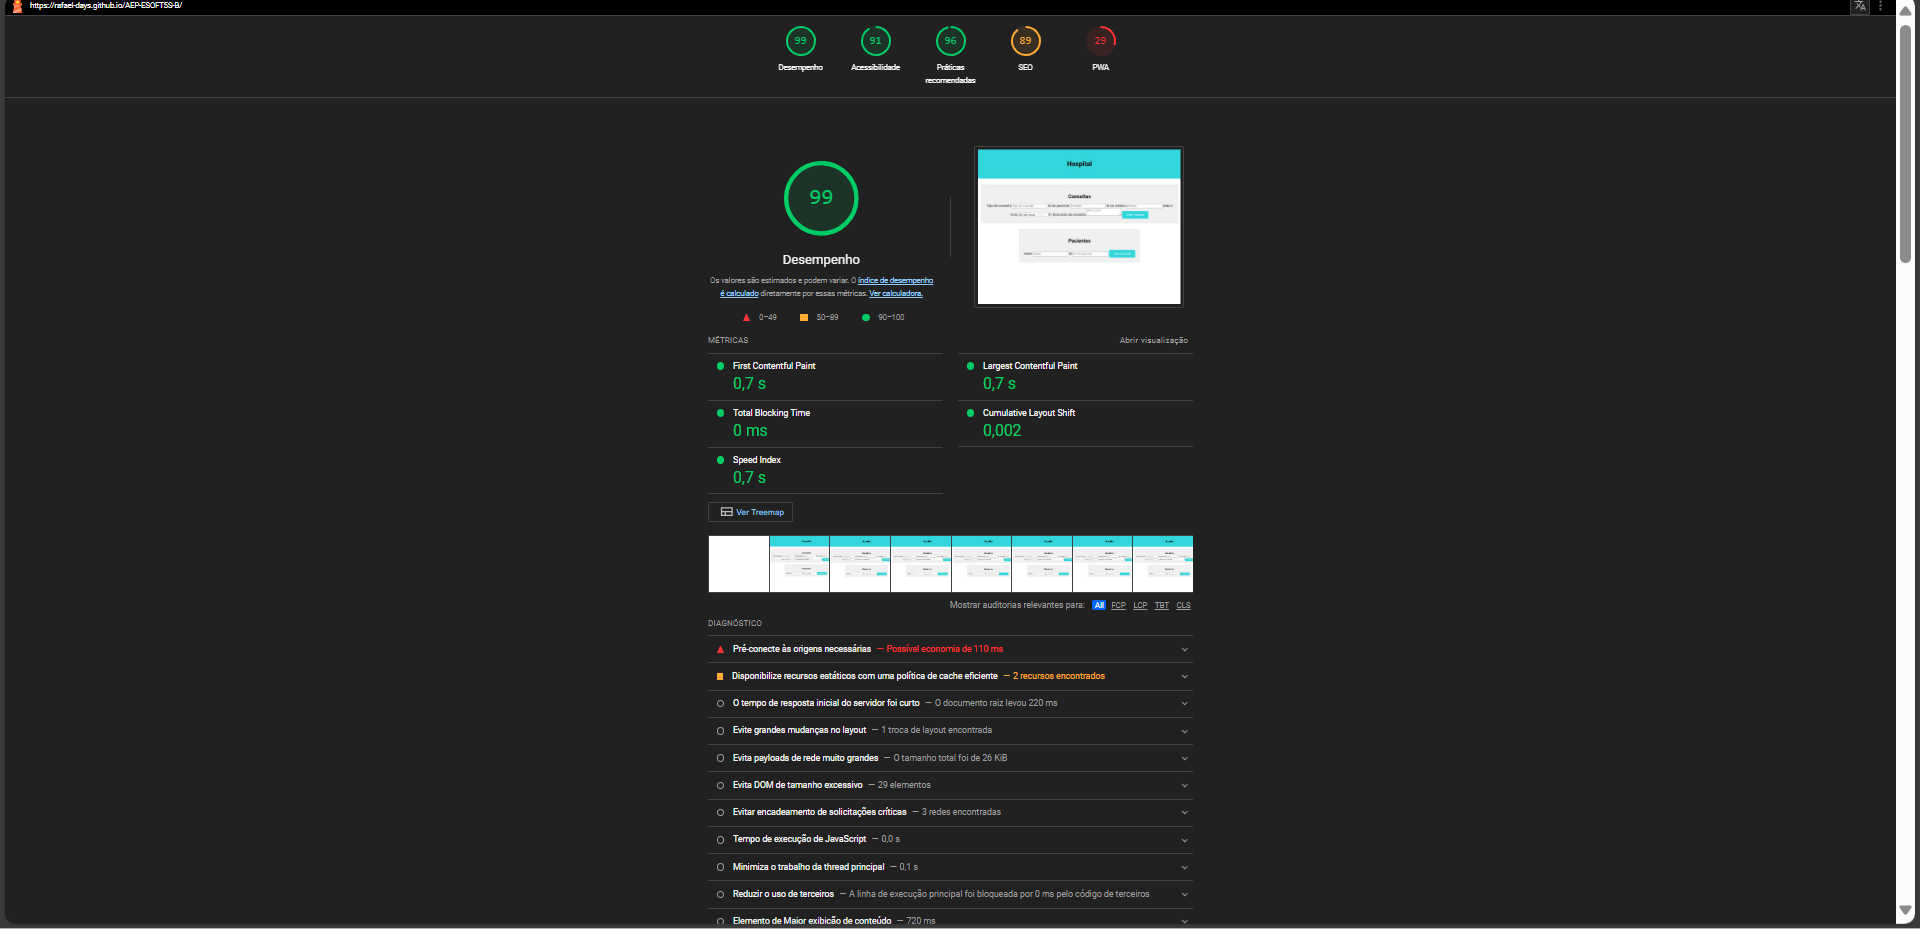 https://rafael-days.github.io/AEP-ESOFT5S-B/
99
91
96
89
29
Desempenho
Acessibilidade
Práticas recomendadas
SEO
PWA
99
Desempenho
Os valores são estimados e podem variar. O índice de desempenho
é calculado diretamente por essas métricas. Ver calculadora.
0–49
50–89
90–100
Hospital
Consultas
Pacientes
MÉTRICAS
Abrir visualização
First Contentful Paint
0,7 s
Largest Contentful Paint
0,7 s
Total Blocking Time
0 ms
Cumulative Layout Shift
0,002
Speed Index
0,7 s
Ver Treemap
Mostrar auditorias relevantes para: All FCP LCP TBT CLS
DIAGNÓSTICO
Pré-conecte às origens necessárias — Possível economia de 110 ms
Disponibilize recursos estáticos com uma política de cache eficiente — 2 recursos encontrados
O tempo de resposta inicial do servidor foi curto — O documento raiz levou 220 ms
Evite grandes mudanças no layout — 1 troca de layout encontrada
Evita payloads de rede muito grandes — O tamanho total foi de 26 KiB
Evita DOM de tamanho excessivo — 29 elementos
Evitar encadeamento de solicitações críticas — 3 redes encontradas
Tempo de execução de JavaScript — 0,0 s
Minimiza o trabalho da thread principal — 0,1 s
Reduzir o uso de terceiros — A linha de execução principal foi bloqueada por 0 ms pelo código de terceiros
Elemento de Maior exibição de conteúdo — 720 ms